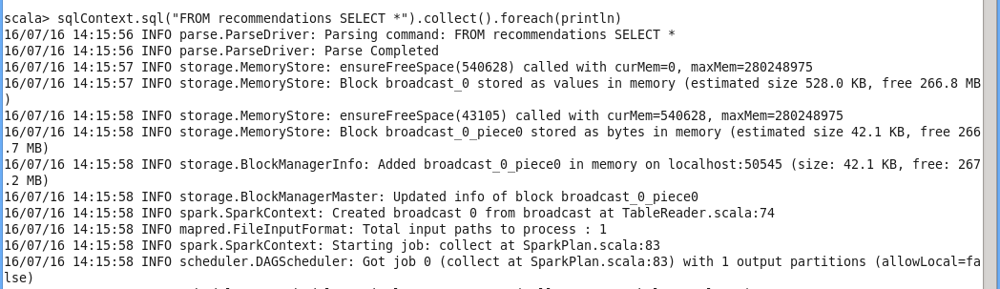 scala> sqlContext.sql("FROM recommendations SELECT *").collect().foreach(println)
16/07/16 14:15:56 INFO parse.ParseDriver: Parsing command: FROM recommendations SELECT *
16/07/16 14:15:56 INFO parse.ParseDriver: Parse Completed
16/07/16 14:15:57 INFO storage.MemoryStore: ensureFreeSpace(540628) called with curMem=0, maxMem=280248975
16/07/16 14:15:57 INFO storage.MemoryStore: Block broadcast_0 stored as values in memory (estimated size 528.0 KB, free 266.8 MB
)
16/07/16 14:15:58 INFO storage.MemoryStore: ensureFreeSpace(43105) called with curMem=540628, maxMem=280248975
16/07/16 14:15:58 INFO storage.MemoryStore: Block broadcast_0_piece0 stored as bytes in memory (estimated size 42.1 KB, free 266
.7 MB)
16/07/16 14:15:58 INFO storage.BlockManagerInfo: Added broadcast_0_piece0 in memory on localhost:50545 (size: 42.1 KB, free: 267
.2 MB)
16/07/16 14:15:58 INFO storage.BlockManagerMaster: Updated info of block broadcast_0_piece0
16/07/16 14:15:58 INFO spark.SparkContext: Created broadcast 0 from broadcast at TableReader.scala:74
16/07/16 14:15:58 INFO mapred.FileInputFormat: Total input paths to process : 1
16/07/16 14:15:58 INFO spark.SparkContext: Starting job: collect at SparkPlan.scala:83
16/07/16 14:15:58 INFO scheduler.DAGScheduler: Got job 0 (collect at SparkPlan.scala:83) with 1 output partitions (allowLocal=fa
lse)